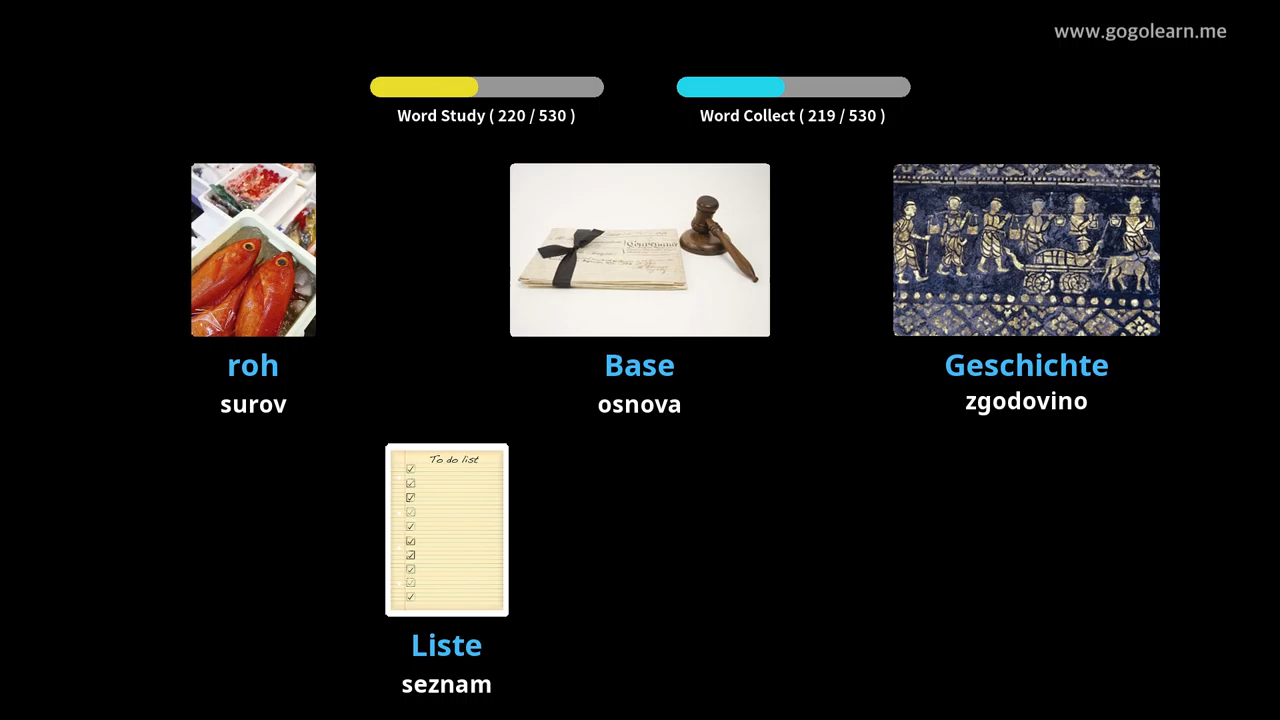 www.gogolearn.me
Word Study ( 220 / 530 )
Word Collect ( 219 / 530 )
roh
surov
Base
osnova
Geschichte
zgodovino
To do list
Liste
seznam